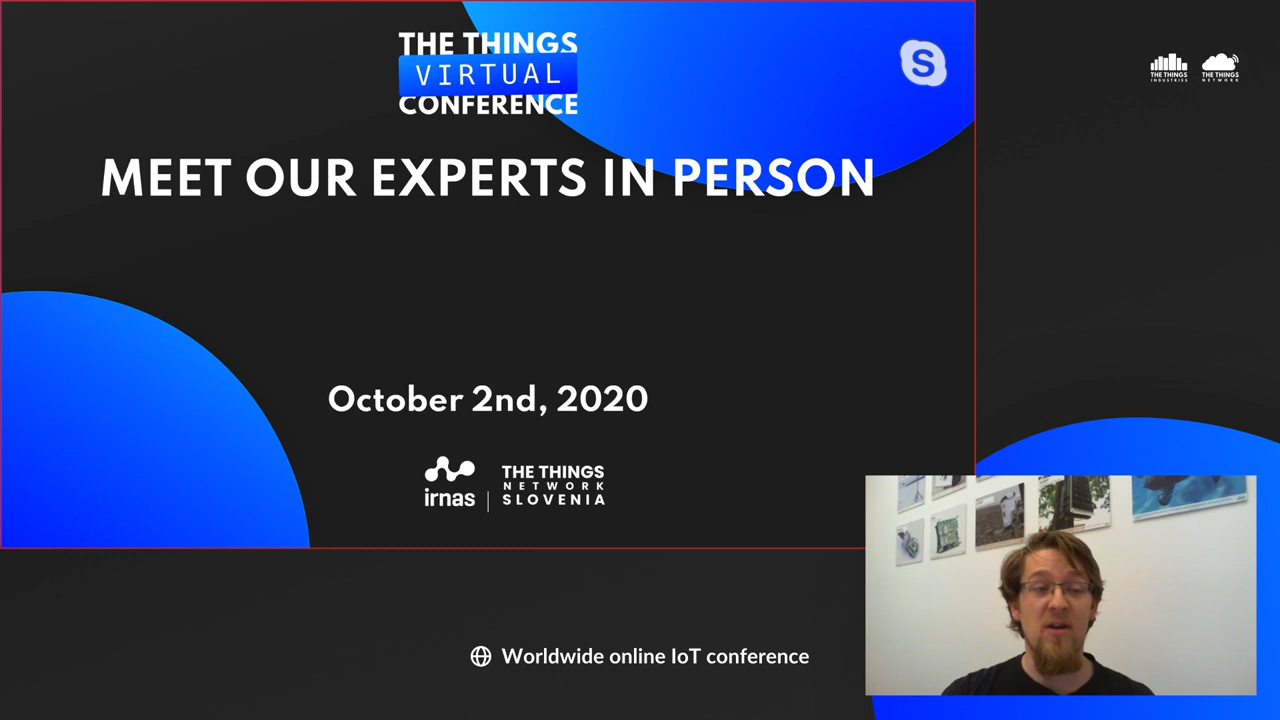 THE THINGS
VIRTUAL
CONFERENCE
S
THE THINGS
INDUSTRIES
THE THINGS
NETWORK
MEET OUR EXPERTS IN PERSON
October 2nd, 2020
irnas
THE THINGS
NETWORK
SLOVENIA
Worldwide online IoT conference